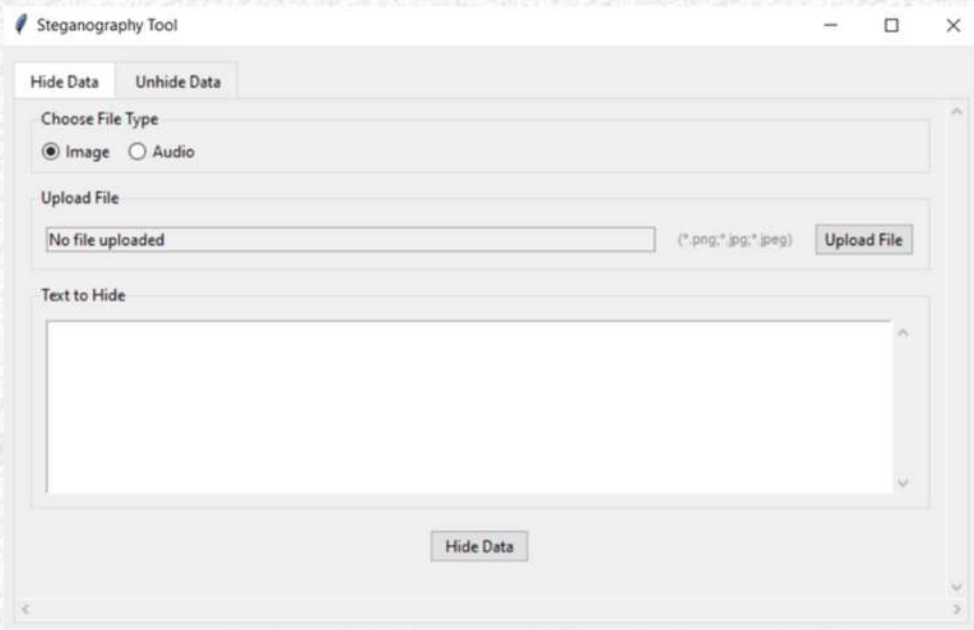 Steganography Tool
Hide Data Unhide Data
Choose File Type
Image Audio
Upload File
No file uploaded (*.png;*.jpg;*.jpeg) Upload File
Text to Hide
Hide Data